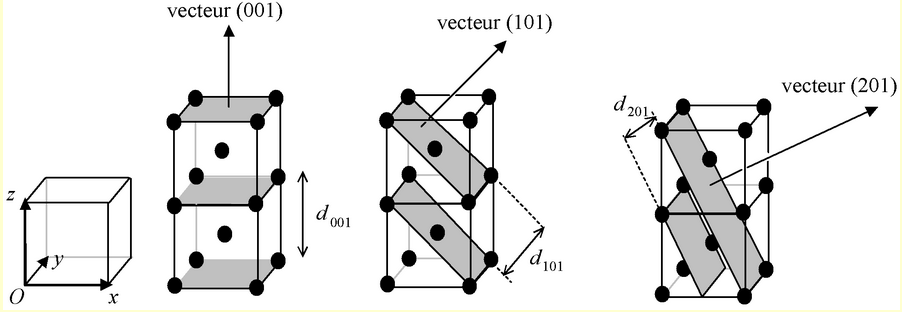 vecteur (001)
vecteur (101)
vecteur (201)
d201
z
y
O
x
d001
d101